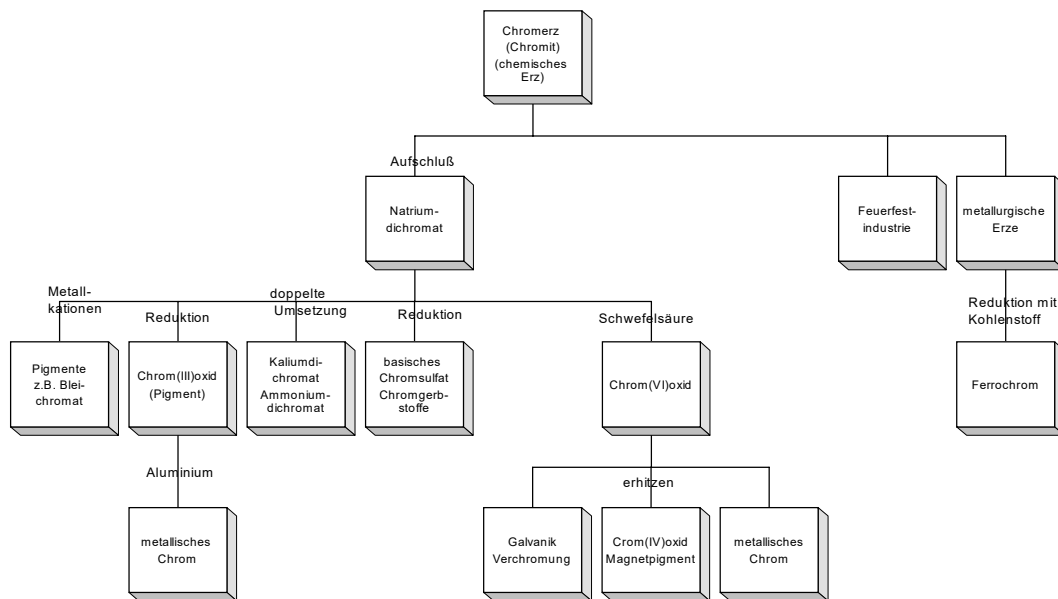 Chromerz
(Chromit)
(chemisches
Erz)
Aufschluß
Natrium-
dichromat
Feuerfest-
industrie
metallurgische
Erze
Metall-
kationen
Reduktion
doppelte
Umsetzung
Reduktion
Schwefelsäure
Reduktion mit
Kohlenstoff
Pigmente
z.B. Blei-
chromat
Chrom(III)oxid
(Pigment)
Kaliumdi-
chromat
Ammonium-
dichromat
basisches
Chromsulfat
Chromgerb-
stoffe
Chrom(VI)oxid
Ferrochrom
Aluminium
erhitzen
metallisches
Chrom
Galvanik
Verchromung
Crom(IV)oxid
Magnetpigment
metallisches
Chrom